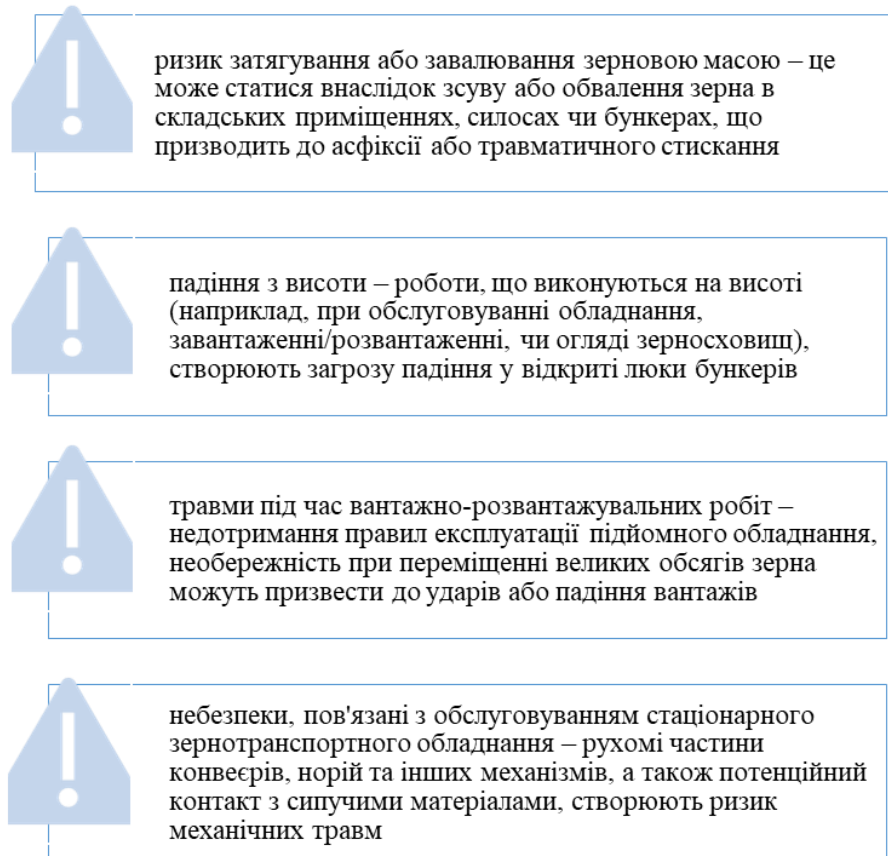 ризик затягування або завалювання зерновою масою – це
може статися внаслідок зсуву або обвалення зерна в
складських приміщеннях, силосах чи бункерах, що
призводить до асфіксії або травматичного стискання
падіння з висоти – роботи, що виконуються на висоті
(наприклад, при обслуговуванні обладнання,
завантаженні/розвантаженні, чи огляді зерносховищ),
створюють загрозу падіння у відкриті люки бункерів
травми під час вантажно-розвантажувальних робіт –
недотримання правил експлуатації підйомного обладнання,
необережність при переміщенні великих обсягів зерна
можуть призвести до ударів або падіння вантажів
небезпеки, пов'язані з обслуговуванням стаціонарного
зернотранспортного обладнання – рухомі частини
конвеєрів, норій та інших механізмів, а також потенційний
контакт з сипучими матеріалами, створюють ризик
механічних травм